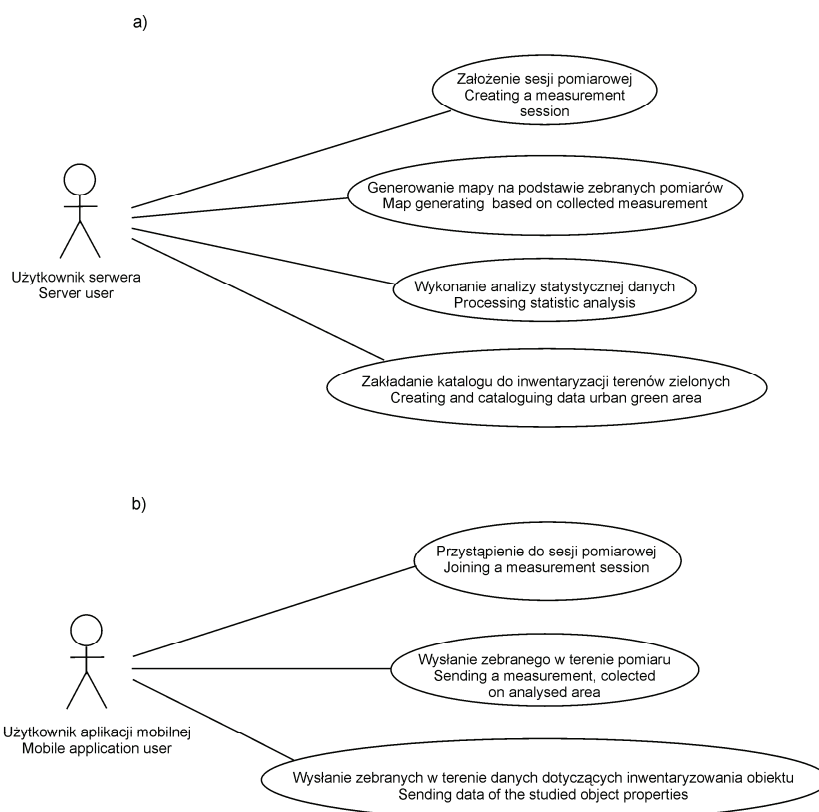 a)
Założenie sesji pomiarowej
Creating a measurement
session
Generowanie mapy na podstawie zebranych pomiarów
Map generating based on collected measurement
Użytkownik serwera
Server user
Wykonanie analizy statystycznej danych
Processing statistic analysis
Zakładanie katalogu do inwentaryzacji terenów zielonych
Creating and cataloguing data urban green area
b)
Przystąpienie do sesji pomiarowej
Joining a measurement session
Wysłanie zebranego w terenie pomiaru
Sending a measurement, colected
on analysed area
Użytkownik aplikacji mobilnej
Mobile application user
Wysłanie zebranych w terenie danych dotyczących inwentaryzowania obiektu
Sending data of the studied object properties